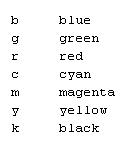 b blue
g green
r red
c cyan
m magenta
y yellow
k black